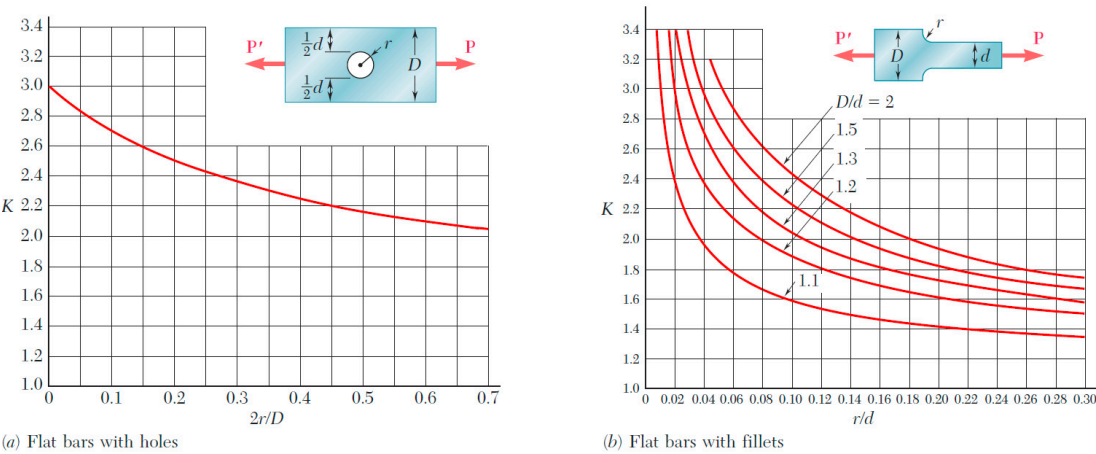 3.4
3.2
3.0
2.8
2.6
2.4
K 2.2
2.0
1.8
1.6
1.4
1.2
1.0
0 0.1 0.2 0.3 0.4 0.5 0.6 0.7
2r/D
P′ 1/2 d r D P
1/2 d
(a) Flat bars with holes
3.4
3.2
3.0
2.8
2.6
2.4
K 2.2
2.0
1.8
1.6
1.4
1.2
1.0
0 0.02 0.04 0.06 0.08 0.10 0.12 0.14 0.16 0.18 0.20 0.22 0.24 0.26 0.28 0.30
r/d
r
P′ D d P
D/d = 2
1.5
1.3
1.2
1.1
(b) Flat bars with fillets